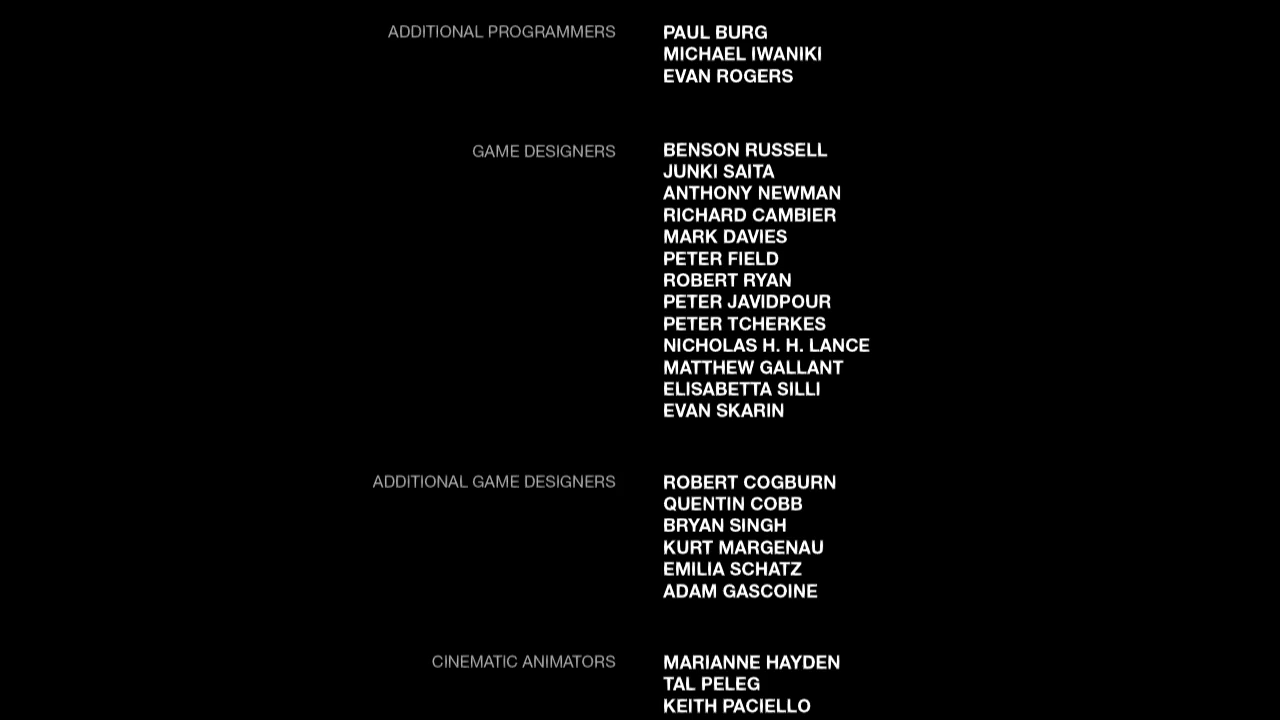 ADDITIONAL PROGRAMMERS PAUL BURG
MICHAEL IWANIKI
EVAN ROGERS
GAME DESIGNERS BENSON RUSSELL
JUNKI SAITA
ANTHONY NEWMAN
RICHARD CAMBIER
MARK DAVIES
PETER FIELD
ROBERT RYAN
PETER JAVIDPOUR
PETER TCHERKES
NICHOLAS H. H. LANCE
MATTHEW GALLANT
ELISABETTA SILLI
EVAN SKARIN
ADDITIONAL GAME DESIGNERS ROBERT COGBURN
QUENTIN COBB
BRYAN SINGH
KURT MARGENAU
EMILIA SCHATZ
ADAM GASCOINE
CINEMATIC ANIMATORS MARIANNE HAYDEN
TAL PELEG
KEITH PACIELLO